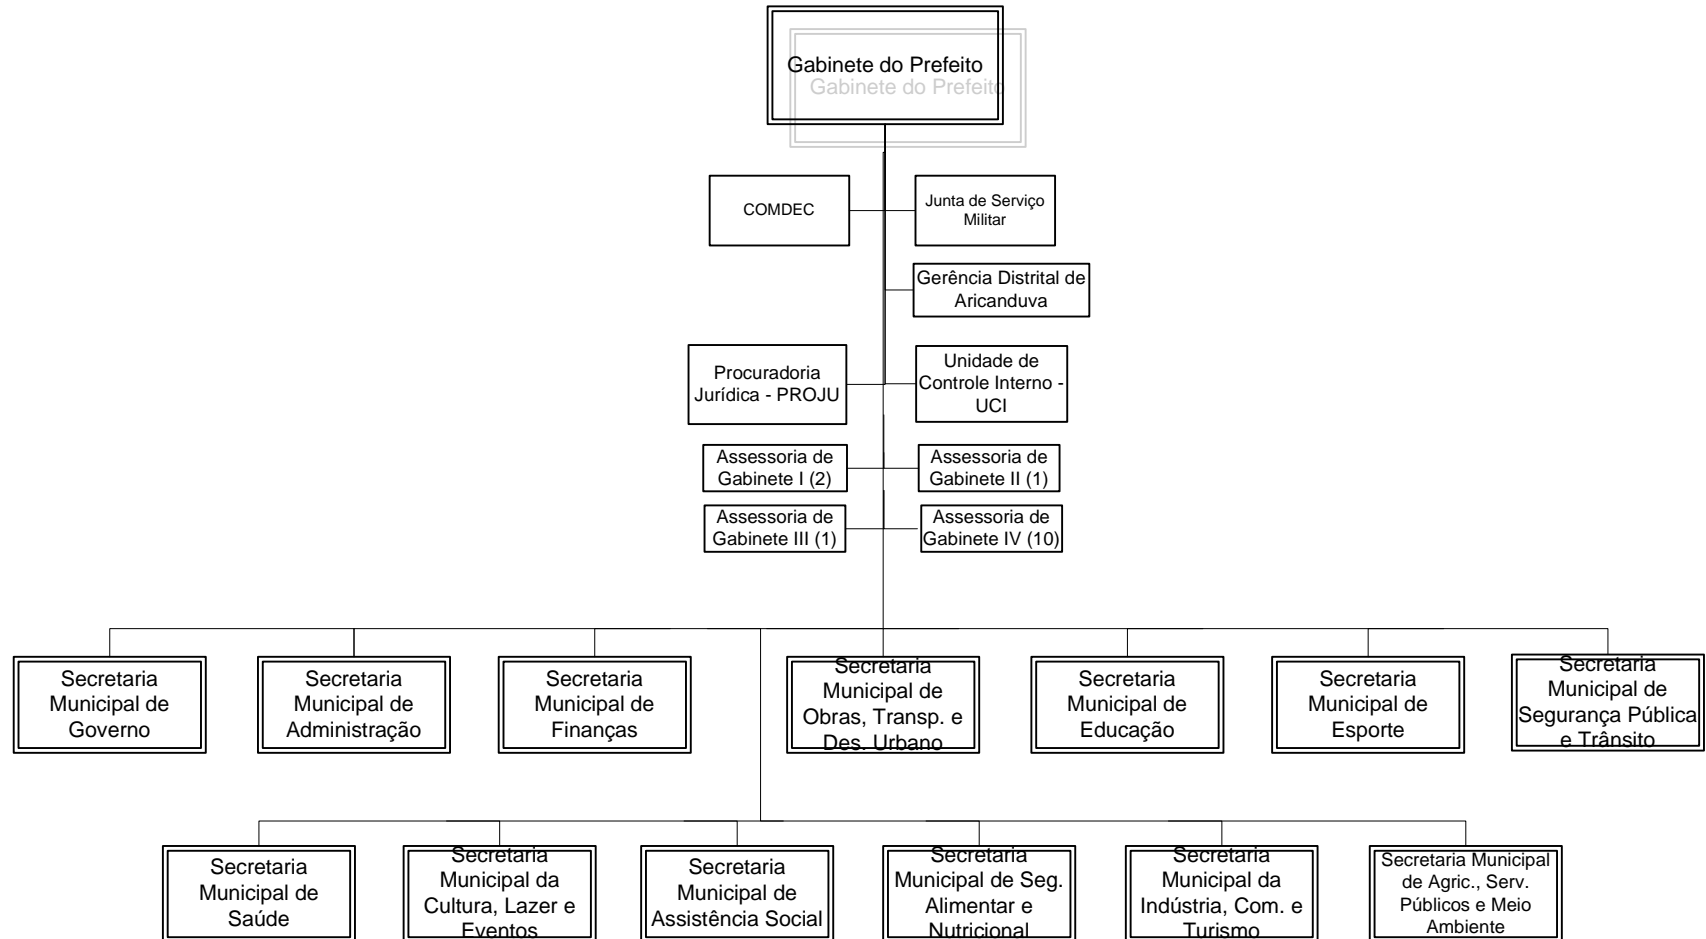 Gabinete do Prefeito
Gabinete do Prefeito
COMDEC
Junta de Serviço
Militar
Gerência Distrital de
Aricanduva
Procuradoria
Jurídica - PROJU
Unidade de
Controle Interno -
UCI
Assessoria de
Gabinete I (2)
Assessoria de
Gabinete II (1)
Assessoria de
Gabinete III (1)
Assessoria de
Gabinete IV (10)
Secretaria
Municipal de
Governo
Secretaria
Municipal de
Administração
Secretaria
Municipal de
Finanças
Secretaria
Municipal de
Obras, Transp. e
Des. Urbano
Secretaria
Municipal de
Educação
Secretaria
Municipal de
Esporte
Secretaria
Municipal de
Segurança Pública
e Trânsito
Secretaria
Municipal de
Saúde
Secretaria
Municipal da
Cultura, Lazer e
Eventos
Secretaria
Municipal de
Assistência Social
Secretaria
Municipal de Seg.
Alimentar e
Nutricional
Secretaria
Municipal da
Indústria, Com. e
Turismo
Secretaria Municipal
de Agric., Serv.
Públicos e Meio
Ambiente